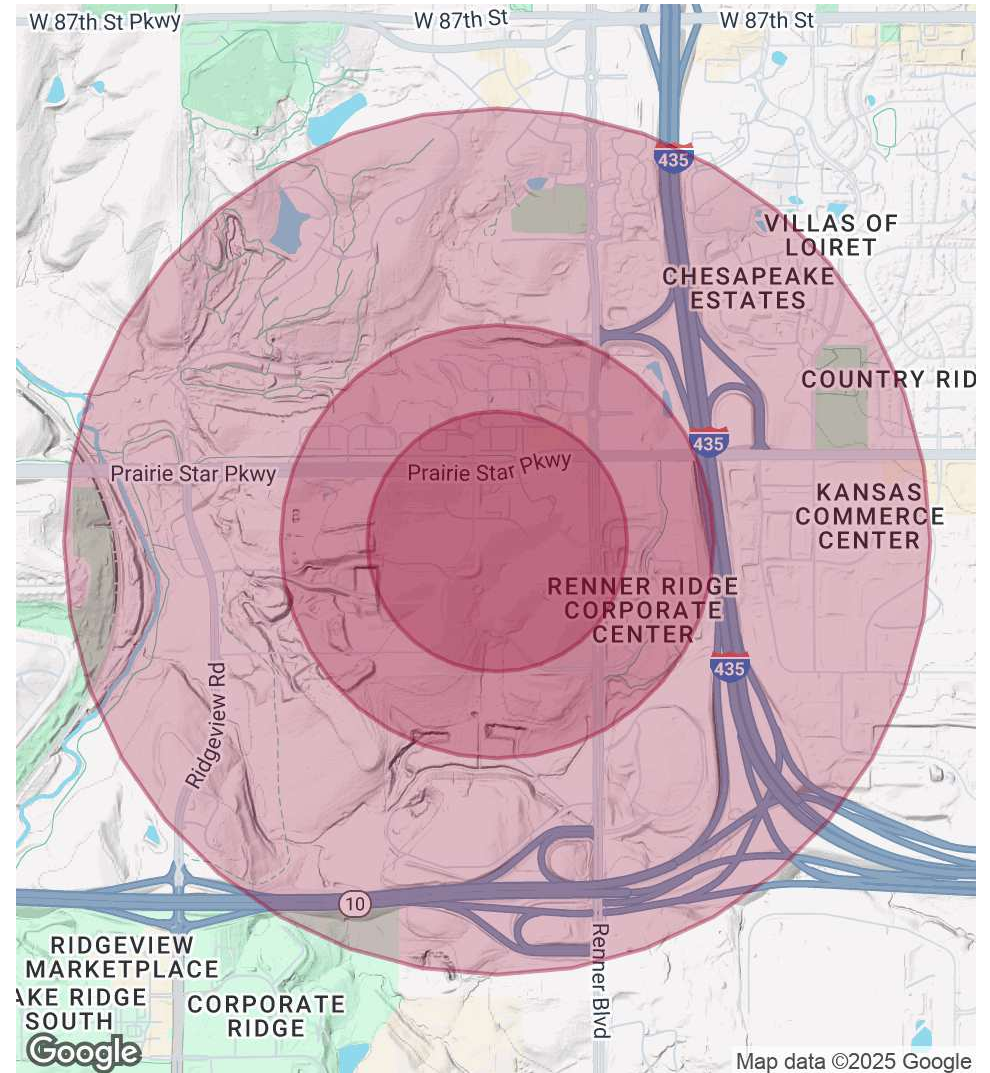 W 87th St Pkwy
W 87th St
W 87th St
435
VILLAS OF
LOIRET
CHESAPEAKE
ESTATES
COUNTRY RID
435
Prairie Star Pkwy
Prairie Star Pkwy
KANSAS
COMMERCE
CENTER
RENNER RIDGE
CORPORATE
CENTER
435
Ridgeview Rd
10
Renner Blvd
RIDGEVIEW
MARKETPLACE
AKE RIDGE
SOUTH
CORPORATE
RIDGE
Google
Map data ©2025 Google